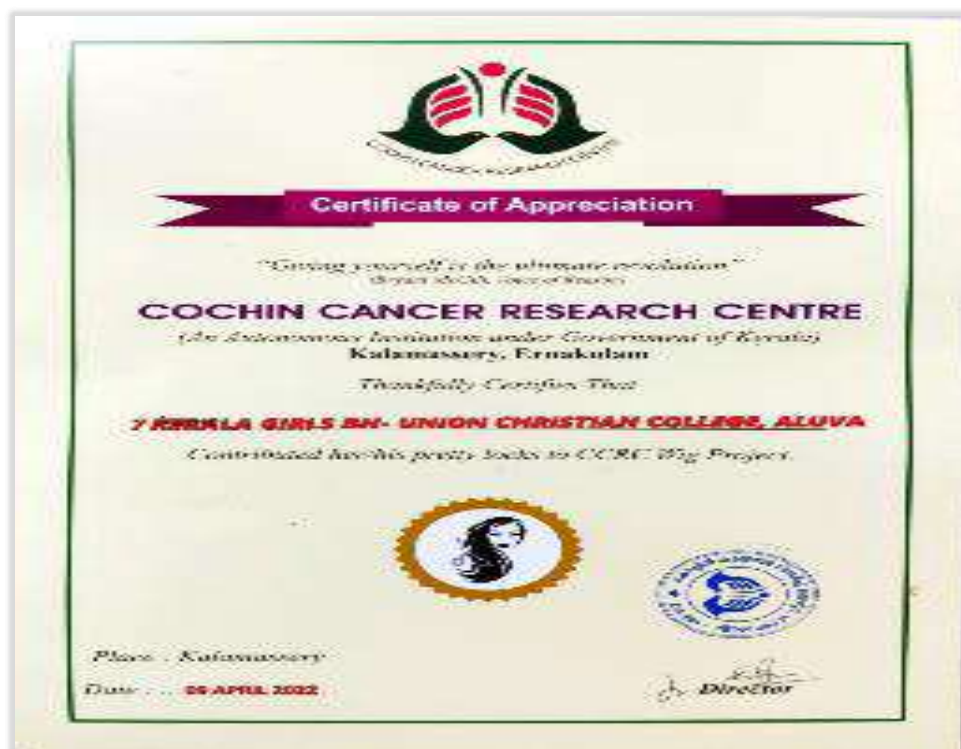 Certificate of Appreciation
"Giving yourself is the ultimate
COCHIN CANCER RESEARCH CENTRE
(An Autonomous Institution under Government of Kerala)
Kalamassery, Ernakulam
Thankfully Certifies That
7 KERALA GIRLS BN- UNION CHRISTIAN COLLEGE, ALUVA
Contributed her/his pretty locks to CCRC Wig Project.
Place : Kalamassery
Date : .. 05 APRIL 2022
Director